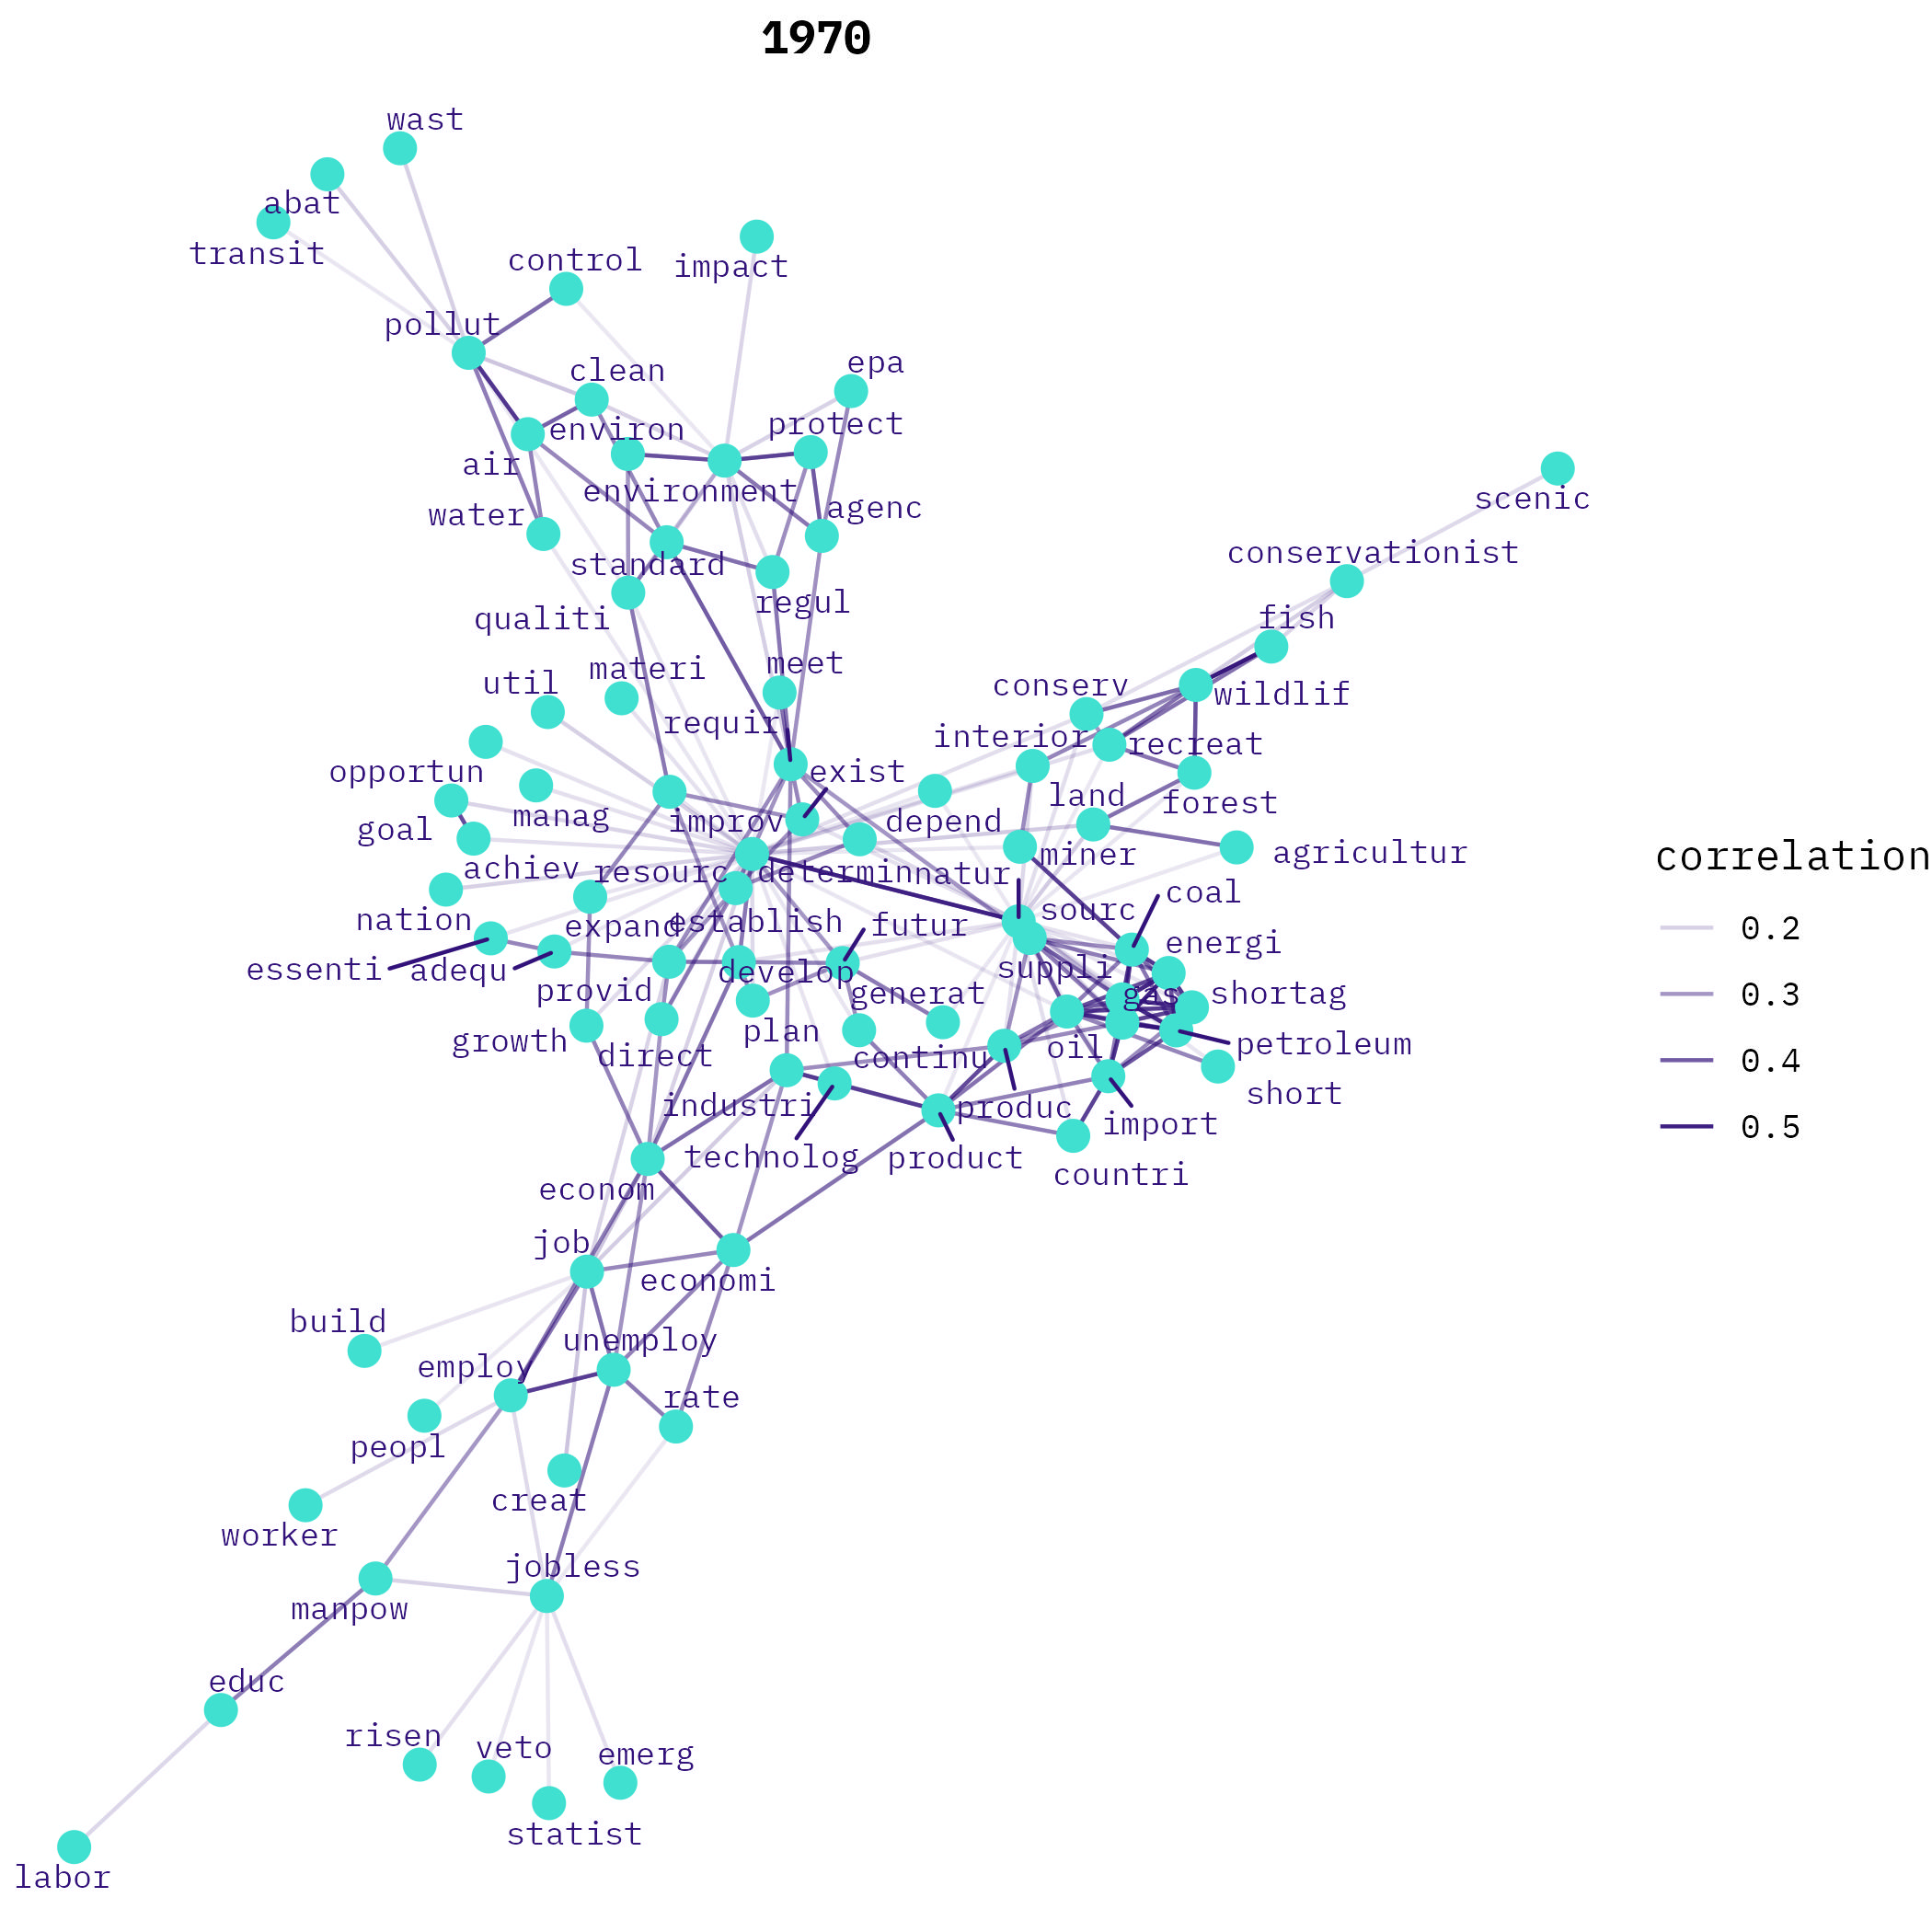 1970
wast
abat
transit
control
impact
pollut
clean
epa
protect
environ
air
environment
scenic
water
agenc
standard
conservationist
regul
qualiti
fish
meet
materi
util
conserv
wildlif
requir
interior
recreat
opportun
exist
land
forest
manag
goal
improv
depend
miner
agricultur
achiev
resourc
determin
natur
coal
nation
expand
establish
futur
sourc
energi
essenti
adequ
develop
suppli
provid
generat
gas
shortag
growth
direct
plan
continu
oil
petroleum
short
industri
produc
import
technolog
product
countri
econom
job
economi
build
unemploy
employ
rate
peopl
creat
worker
jobless
manpow
educ
risen
veto
emerg
statist
labor
correlation
0.2
0.3
0.4
0.5